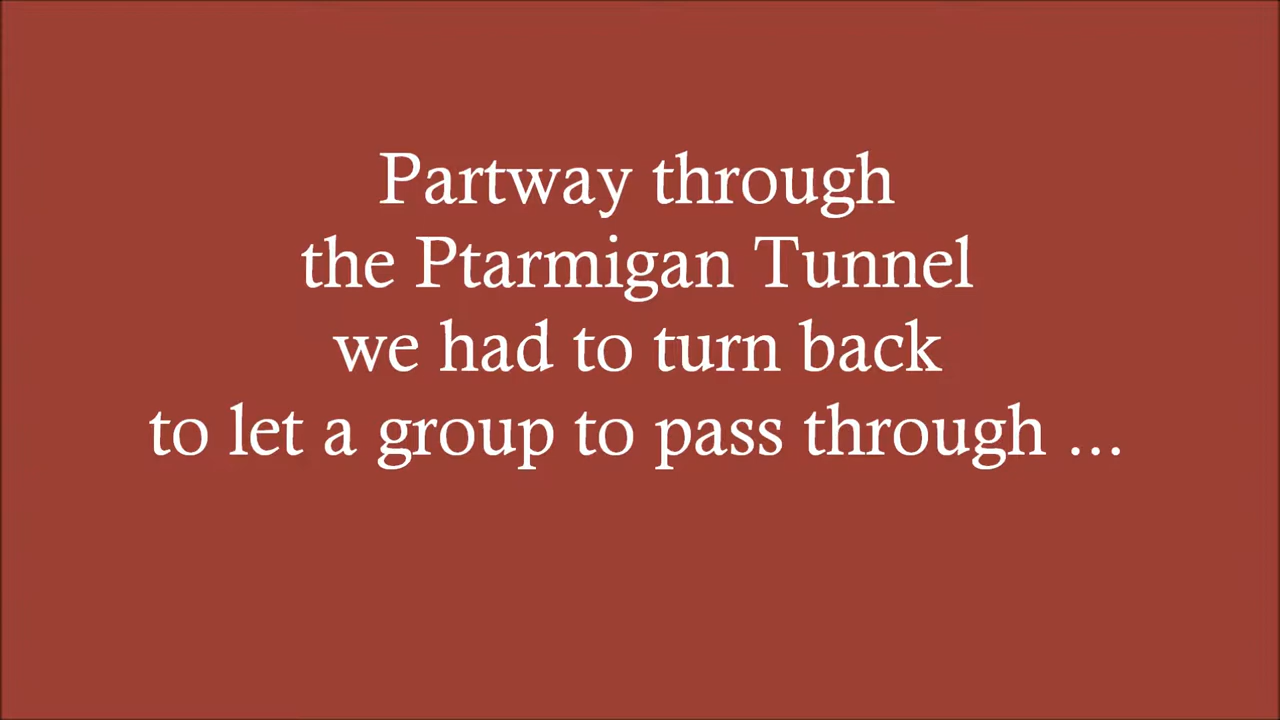 Partway through
the Ptarmigan Tunnel
we had to turn back
to let a group to pass through ...